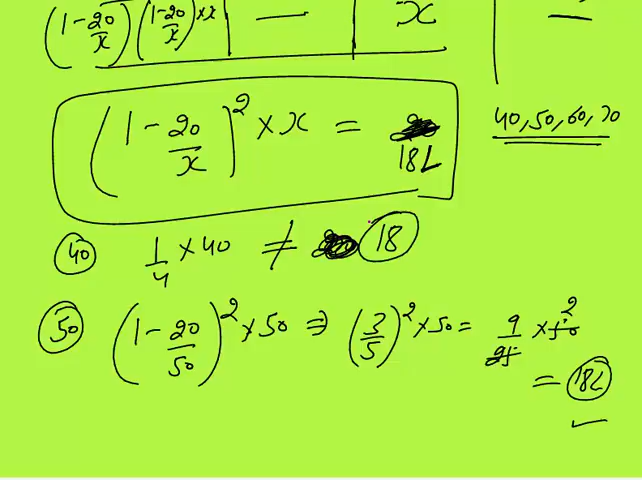 (1-20/x)(1-20/x)×x | — | x | —
(1-20/x)^2 × x = 18L
40,50,60,70
40 1/4 × 40 ≠ 18
50 (1-20/50)^2 × 50 ⇒ (3/5)^2 × 50 = 9/25 × 50 2
= 18L ✓